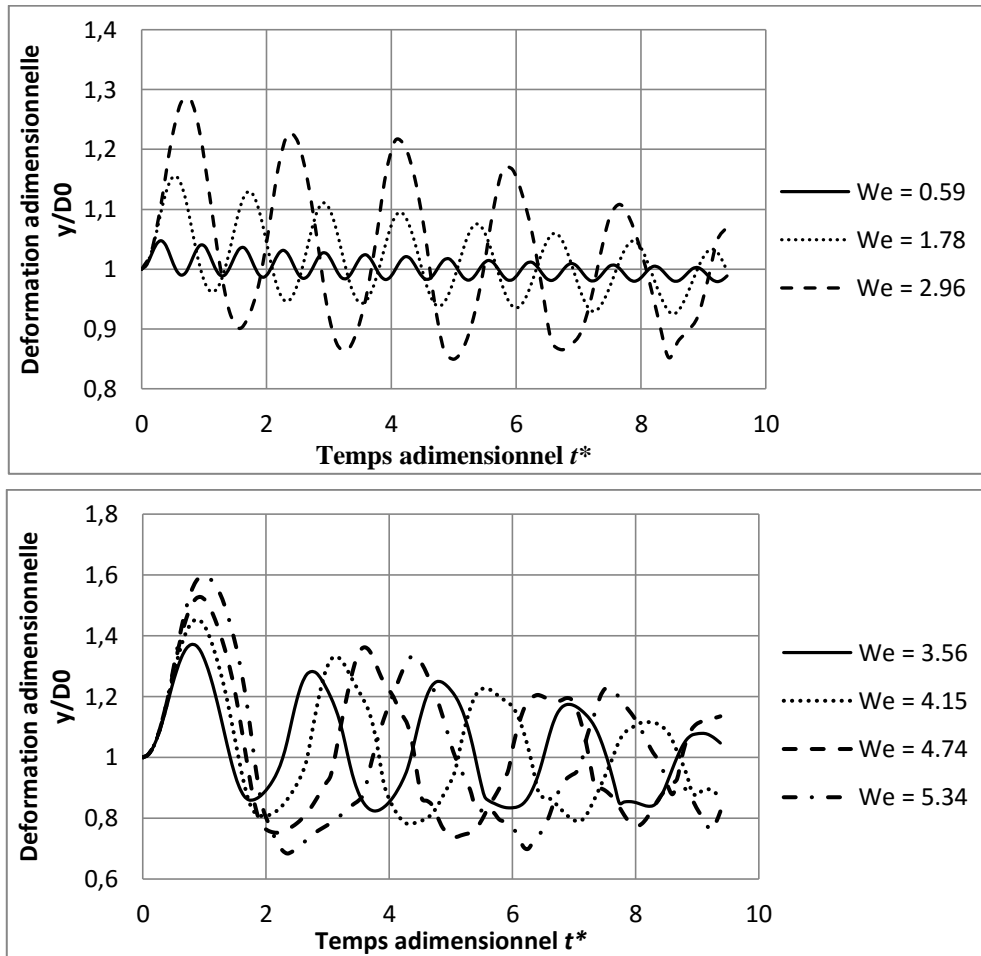 1,4
1,3
1,2
1,1
1
0,9
0,8
Deformation adimensionnelle
y/D0
0 2 4 6 8 10
Temps adimensionnel t*
We = 0.59
We = 1.78
We = 2.96
1,8
1,6
1,4
1,2
1
0,8
0,6
Deformation adimensionnelle
y/D0
0 2 4 6 8 10
Temps adimensionnel t*
We = 3.56
We = 4.15
We = 4.74
We = 5.34